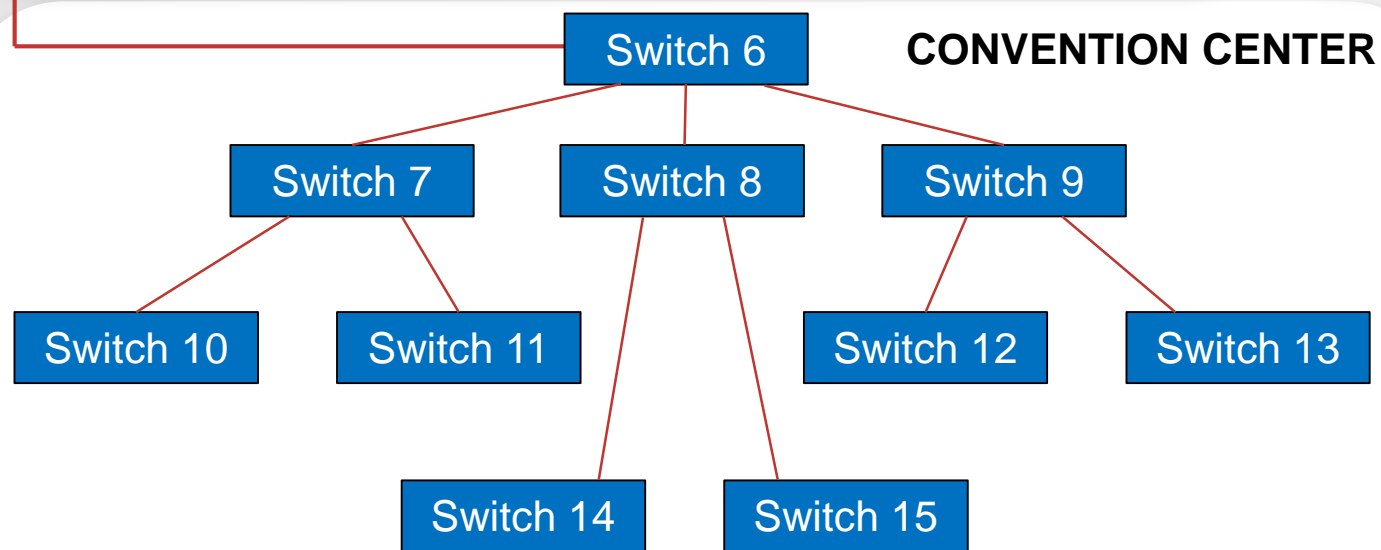 Switch 6
CONVENTION CENTER
Switch 7
Switch 8
Switch 9
Switch 10
Switch 11
Switch 12
Switch 13
Switch 14
Switch 15